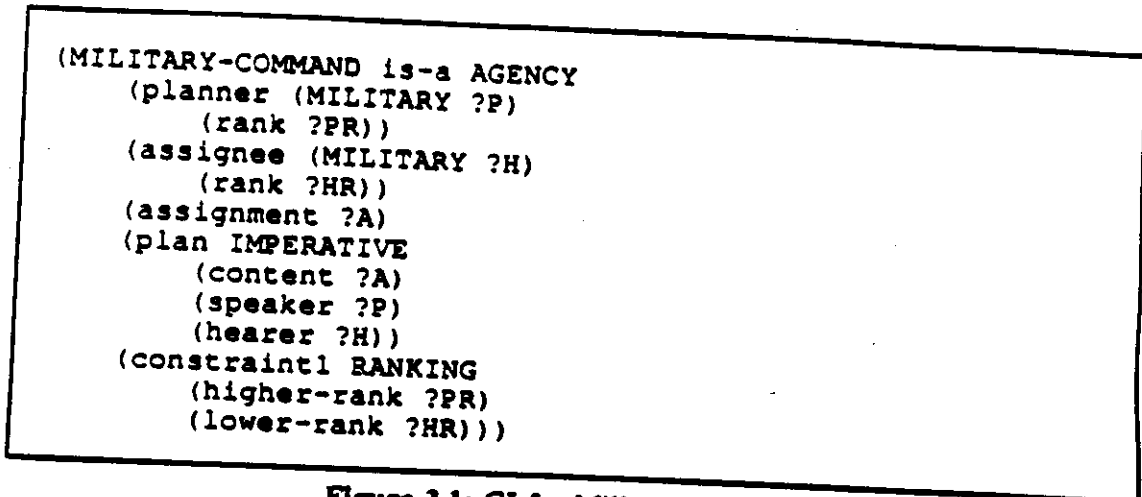 (MILITARY-COMMAND is-a AGENCY
(planner (MILITARY ?P)
(rank ?PR))
(assignee (MILITARY ?H)
(rank ?HR))
(assignment ?A)
(plan IMPERATIVE
(content ?A)
(speaker ?P)
(hearer ?H))
(constraint1 RANKING
(higher-rank ?PR)
(lower-rank ?HR)))
Figure